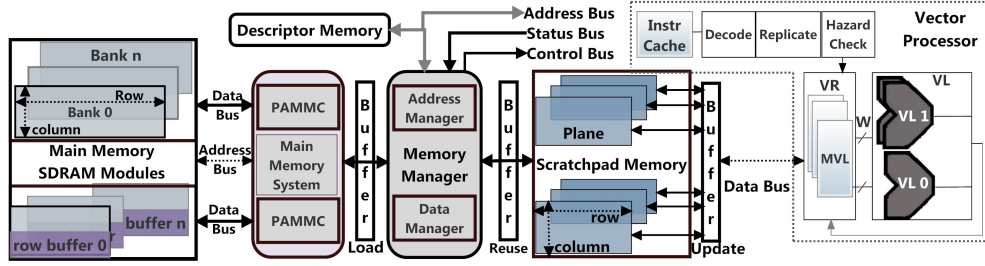 Descriptor Memory
Address Bus
Status Bus
Control Bus
Instr
Cache
Decode
Replicate
Hazard
Check
Vector
Processor
Bank n
Row
Bank 0
column
Main Memory
SDRAM Modules
buffer n
r
row buffer 0
Data
Bus
Address
Bus
Data
Bus
PAMMC
Main
Memory
System
PAMMC
Buffer
Load
Address
Manager
Memory
Manager
Data
Manager
Buffer
Reuse
Plane
Scratchpad Memory
row
column
Buffer
Update
Data Bus
VR
MVL
W
VL
VL 1
VL 0